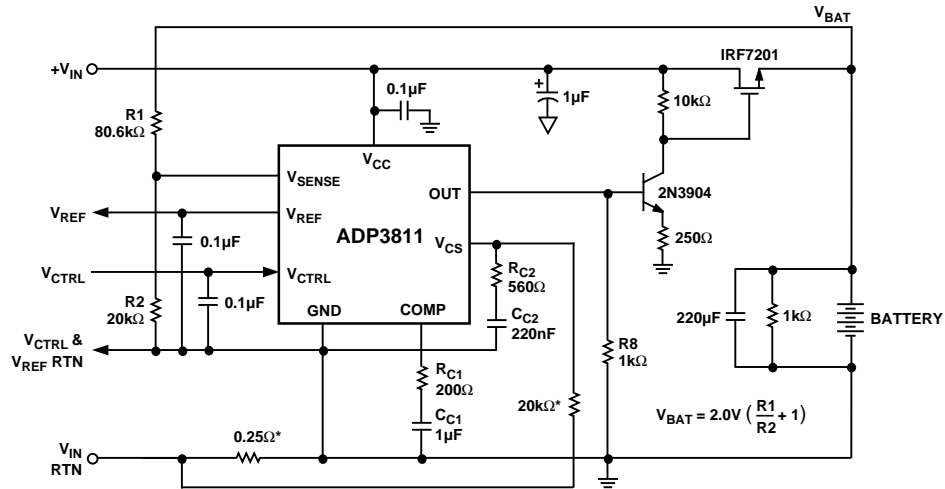 V_BAT
+V_IN
IRF7201
0.1µF
1µF
10kΩ
R1
80.6kΩ
V_CC
V_SENSE
OUT
2N3904
V_REF
V_REF
ADP3811
250Ω
0.1µF
V_CS
V_CTRL
V_CTRL
R_C2
560Ω
0.1µF
R2
20kΩ
GND
COMP
C_C2
220nF
220µF
1kΩ
BATTERY
V_CTRL &
V_REF RTN
R8
1kΩ
R_C1
200Ω
20kΩ*
C_C1
1µF
V_BAT = 2.0V (R1/R2 + 1)
V_IN
RTN
0.25Ω*